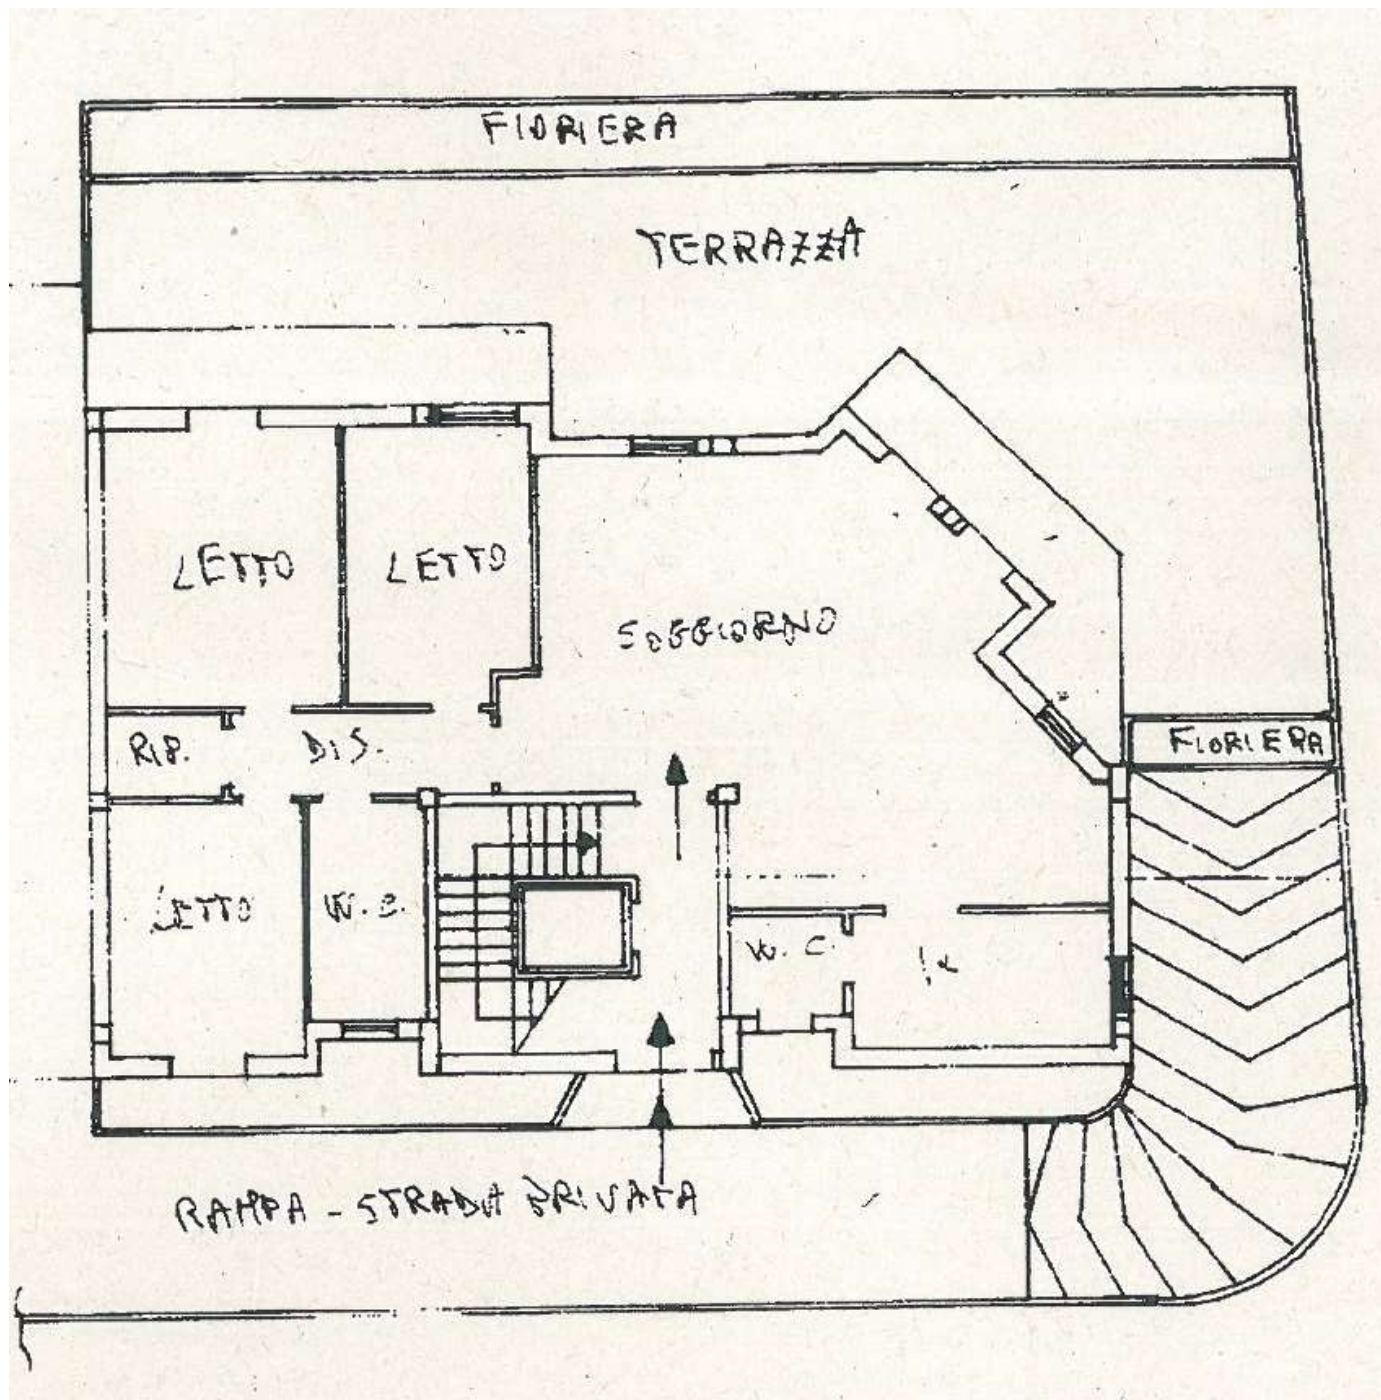 FIORIERA
TERRAZZA
LETTO
LETTO
SOGGIORNO
RIP.
DIS.
FIORIERA
LETTO
W.C.
W.C.
K
RAMPA - STRADA PRIVATA